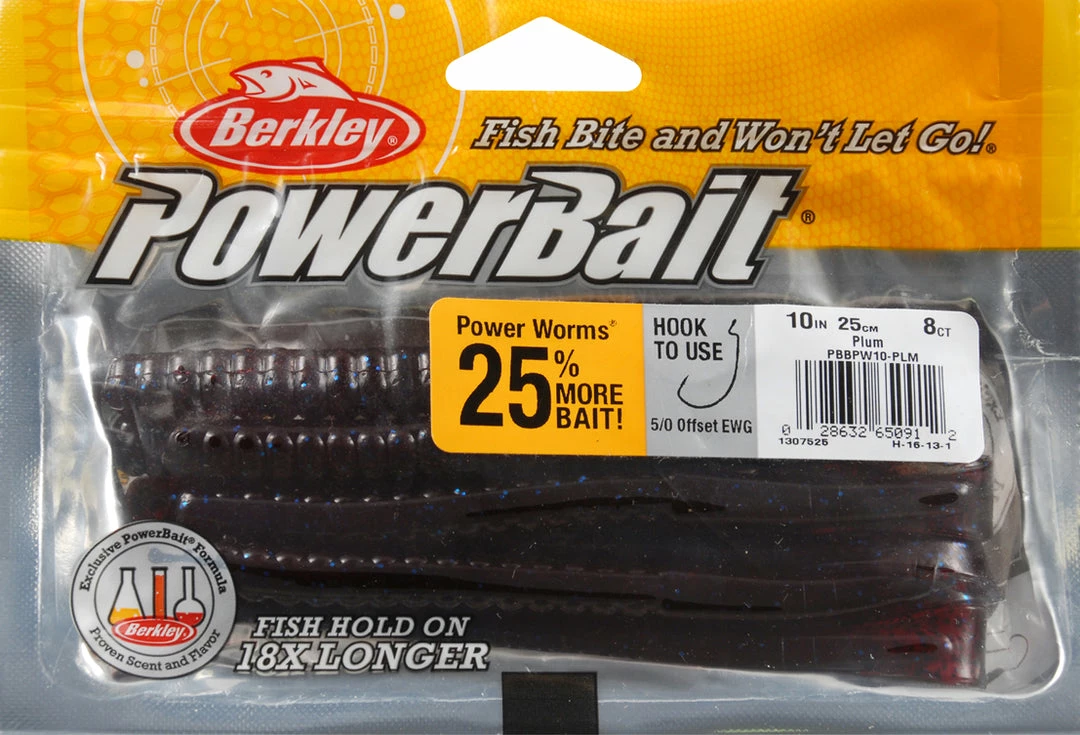 Berkley®
Fish Bite and Won't Let Go!®
PowerBait®
Power Worms®
25% MORE
BAIT!
HOOK
TO USE
5/0 Offset EWG
10IN 25CM 8CT
Plum
PBBPW10-PLM
0 28632 65091 2
1307525 H-16-13-1
Exclusive PowerBait® Formula
Berkley
Proven Scent and Flavor
FISH HOLD ON
18X LONGER